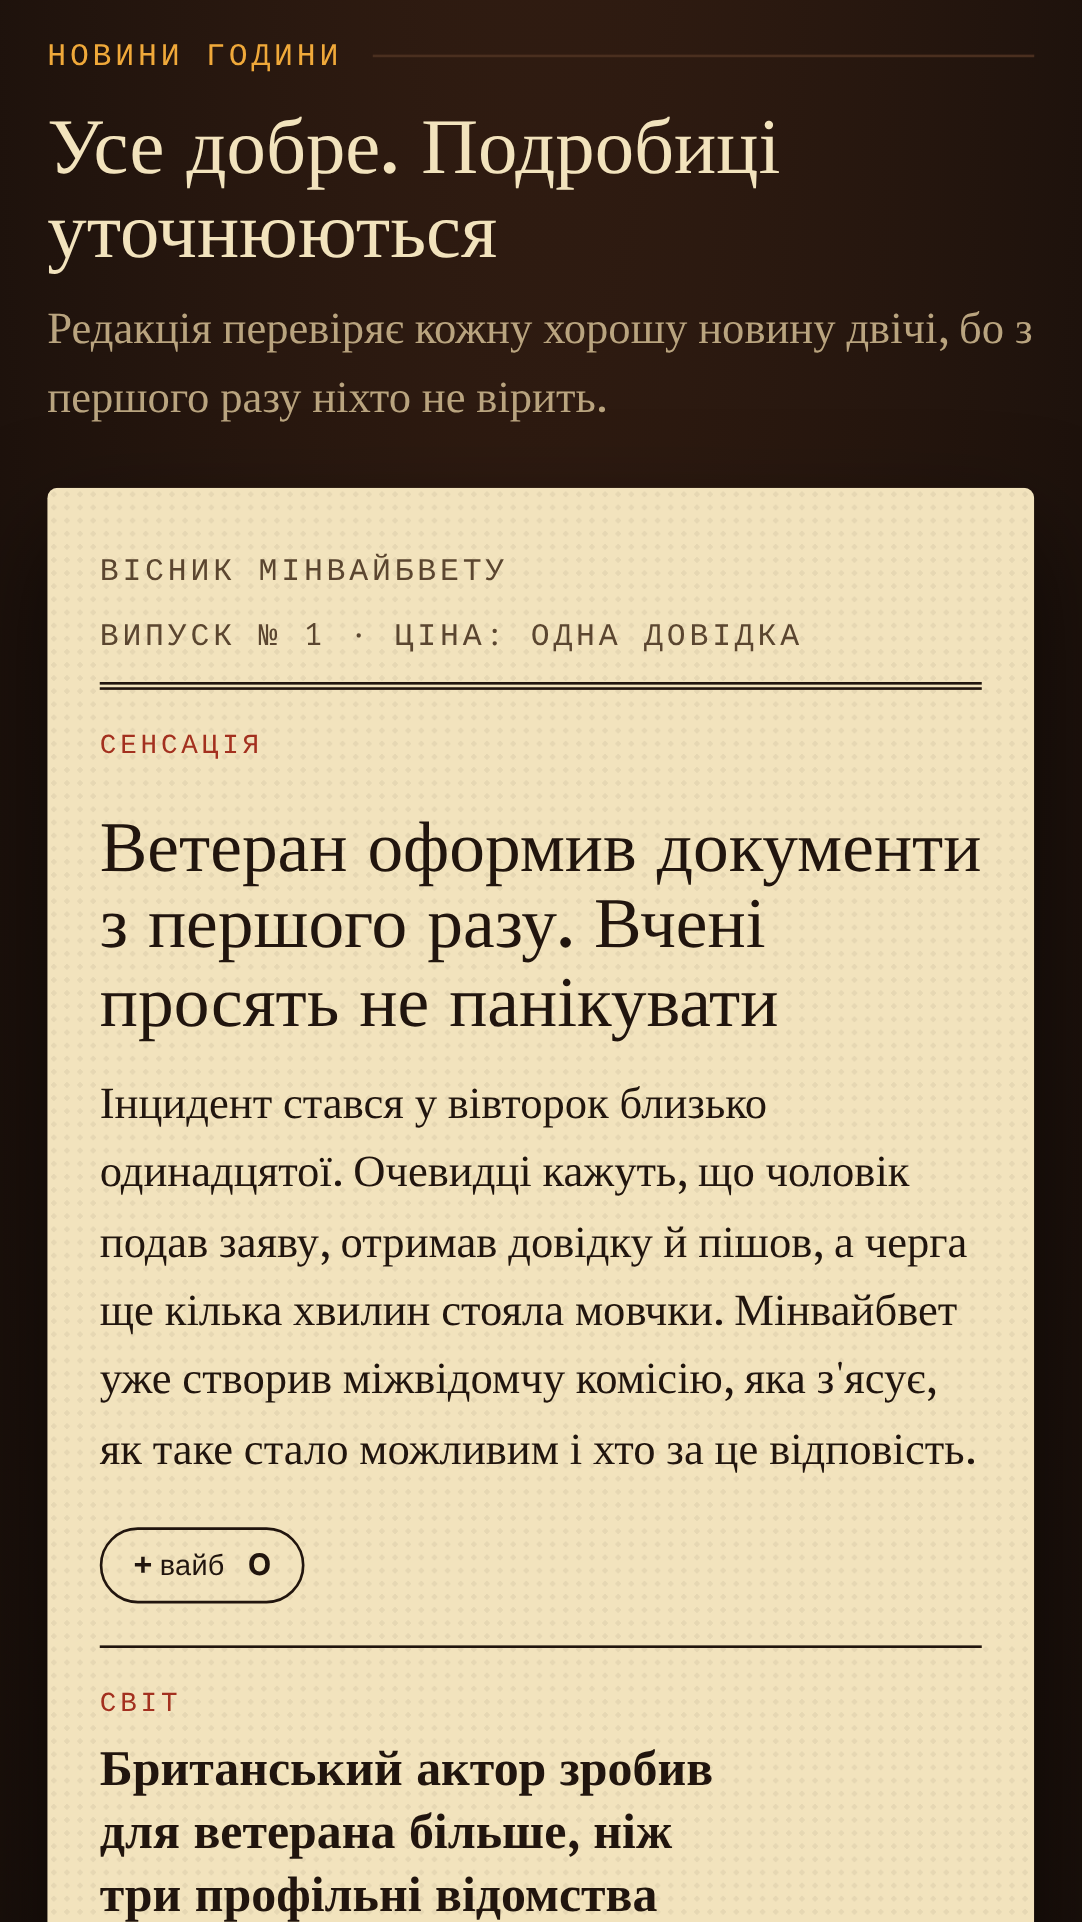 НОВИНИ ГОДИНИ
Усе добре. Подробиці
уточнюються
Редакція перевіряє кожну хорошу новину двічі, бо з
першого разу ніхто не вірить.
ВІСНИК МІНВАЙБВЕТУ
ВИПУСК № 1 · ЦІНА: ОДНА ДОВІДКА
СЕНСАЦІЯ
Ветеран оформив документи
з першого разу. Вчені
просять не панікувати
Інцидент стався у вівторок близько
одинадцятої. Очевидці кажуть, що чоловік
подав заяву, отримав довідку й пішов, а черга
ще кілька хвилин стояла мовчки. Мінвайбвет
уже створив міжвідомчу комісію, яка з'ясує,
як таке стало можливим і хто за це відповість.
+ вайб 0
СВІТ
Британський актор зробив
для ветерана більше, ніж
три профільні відомства